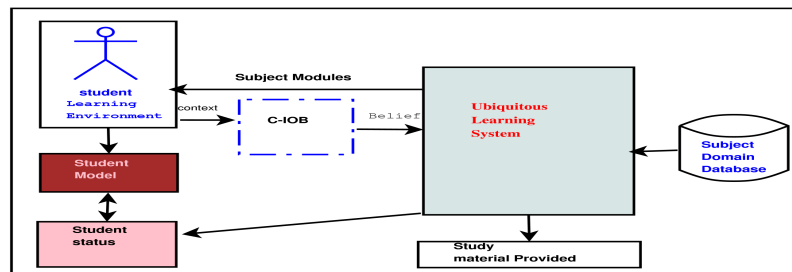 Subject Modules
student
Learning
Environment
context
C-IOB
Belief
Ubiquitous
Learning
System
Subject
Domain
Database
Student
Model
Student
status
Study
material Provided